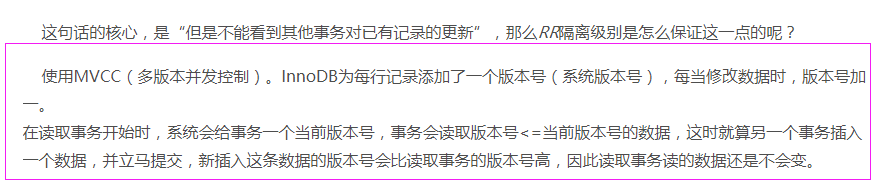 这句话的核心，是“但是不能看到其他事务对已有记录的更新”，那么RR隔离级别是怎么保证这一点的呢？
使用MVCC（多版本并发控制）。InnoDB为每行记录添加了一个版本号（系统版本号），每当修改数据时，版本号加
一。
在读取事务开始时，系统会给事务一个当前版本号，事务会读取版本号<=当前版本号的数据，这时就算另一个事务插入
一个数据，并立马提交，新插入这条数据的版本号会比读取事务的版本号高，因此读取事务读的数据还是不会变。